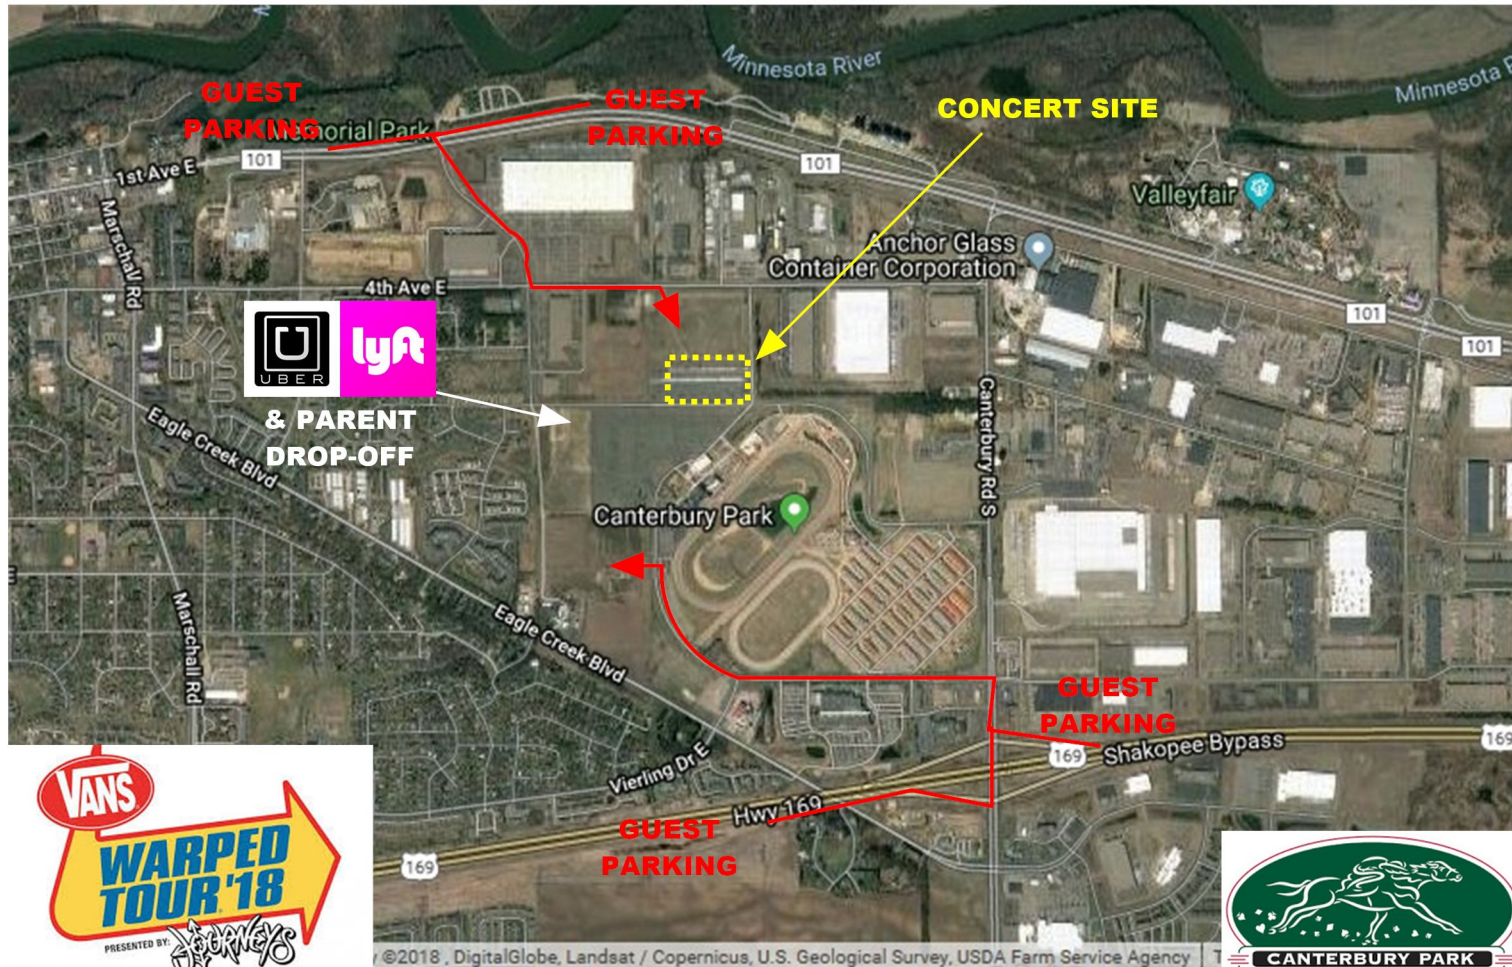 Minnesota River
Minnesota
GUEST
PARKING
GUEST
PARKING
CONCERT SITE
Memorial Park
101
1st Ave E
101
Valleyfair
Marschall Rd
Anchor Glass
Container Corporation
4th Ave E
101
101
UBER
lyft
& PARENT
DROP-OFF
Eagle Creek Blvd
Canterbury Rd S
Canterbury Park
Marschall Rd
Eagle Creek Blvd
GUEST
PARKING
169
169
Shakopee Bypass
Vierling Dr E
Hwy 169
GUEST
PARKING
169
VANS
WARPED
TOUR '18
PRESENTED BY:
JOURNEYS
©2018 , DigitalGlobe, Landsat / Copernicus, U.S. Geological Survey, USDA Farm Service Agency
CANTERBURY PARK